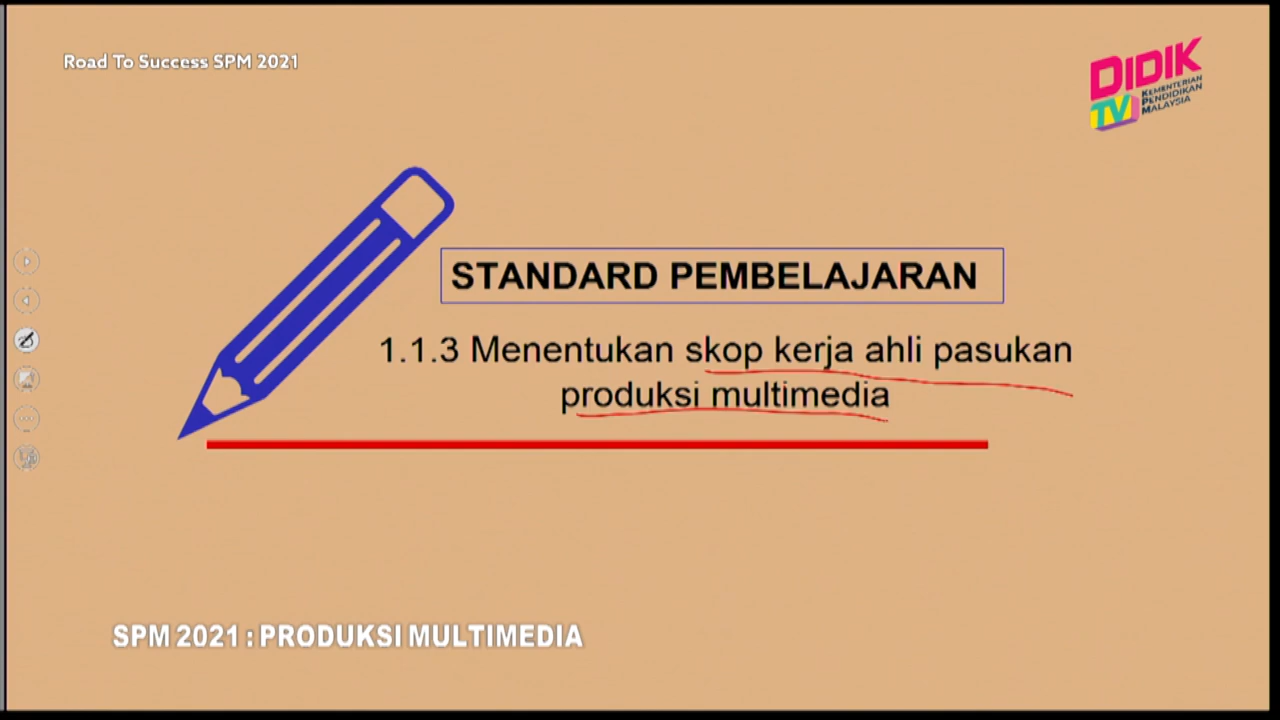 Road To Success SPM 2021
DIDIK
TV
KEMENTERIAN
PENDIDIKAN
MALAYSIA
STANDARD PEMBELAJARAN
1.1.3 Menentukan skop kerja ahli pasukan
produksi multimedia
SPM 2021 : PRODUKSI MULTIMEDIA